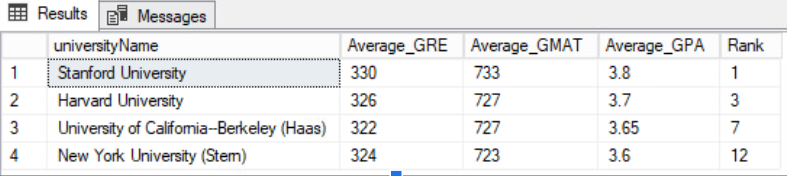 Results Messages
universityName Average_GRE Average_GMAT Average_GPA Rank
1 Stanford University 330 733 3.8 1
2 Harvard University 326 727 3.7 3
3 University of California--Berkeley (Haas) 322 727 3.65 7
4 New York University (Stern) 324 723 3.6 12